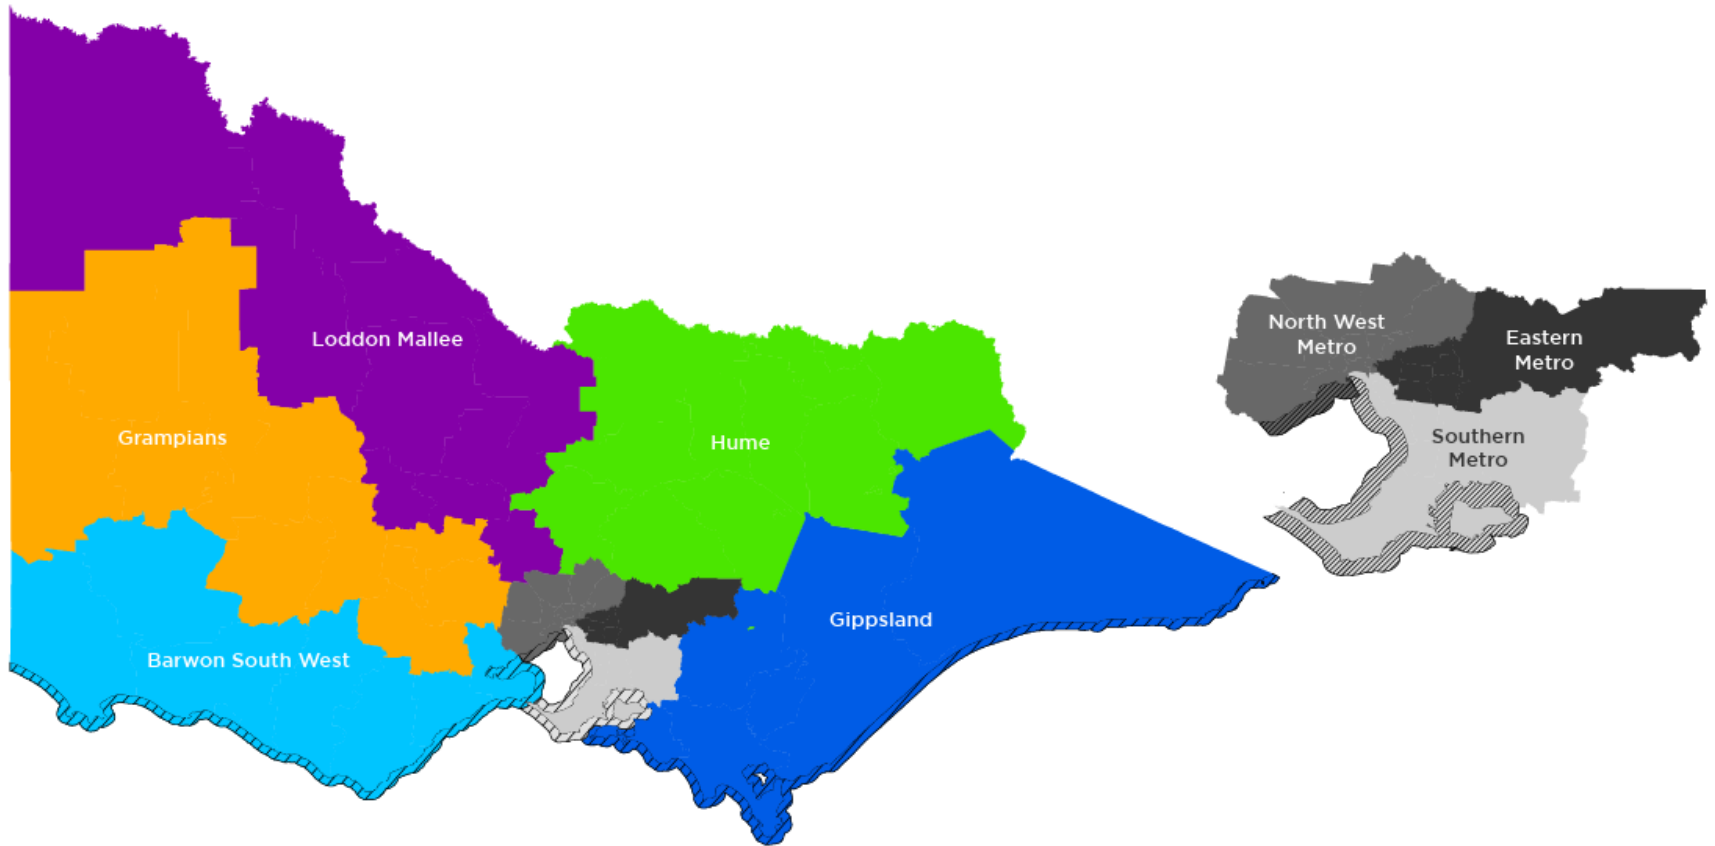 Loddon Mallee
Grampians
Hume
Barwon South West
Gippsland
North West
Metro
Eastern
Metro
Southern
Metro